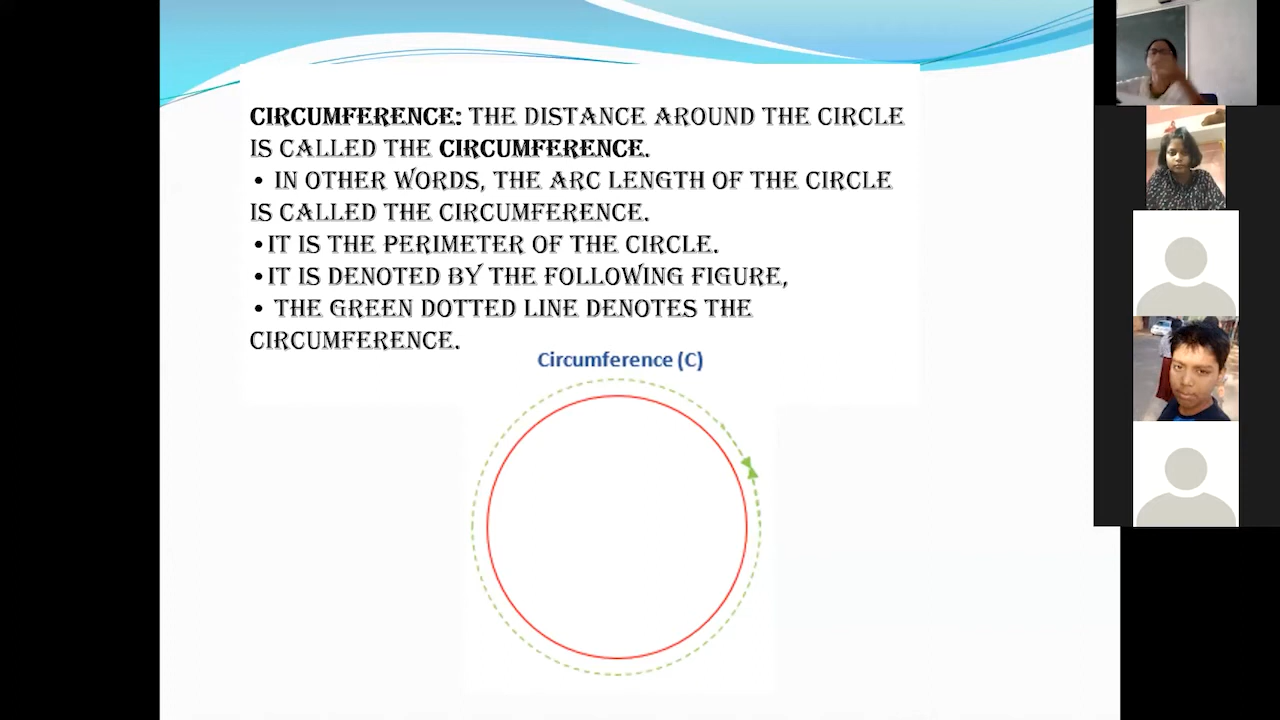 CIRCUMFERENCE: THE DISTANCE AROUND THE CIRCLE
IS CALLED THE CIRCUMFERENCE.
• IN OTHER WORDS, THE ARC LENGTH OF THE CIRCLE
IS CALLED THE CIRCUMFERENCE.
•IT IS THE PERIMETER OF THE CIRCLE.
•IT IS DENOTED BY THE FOLLOWING FIGURE,
• THE GREEN DOTTED LINE DENOTES THE
CIRCUMFERENCE.
Circumference (C)